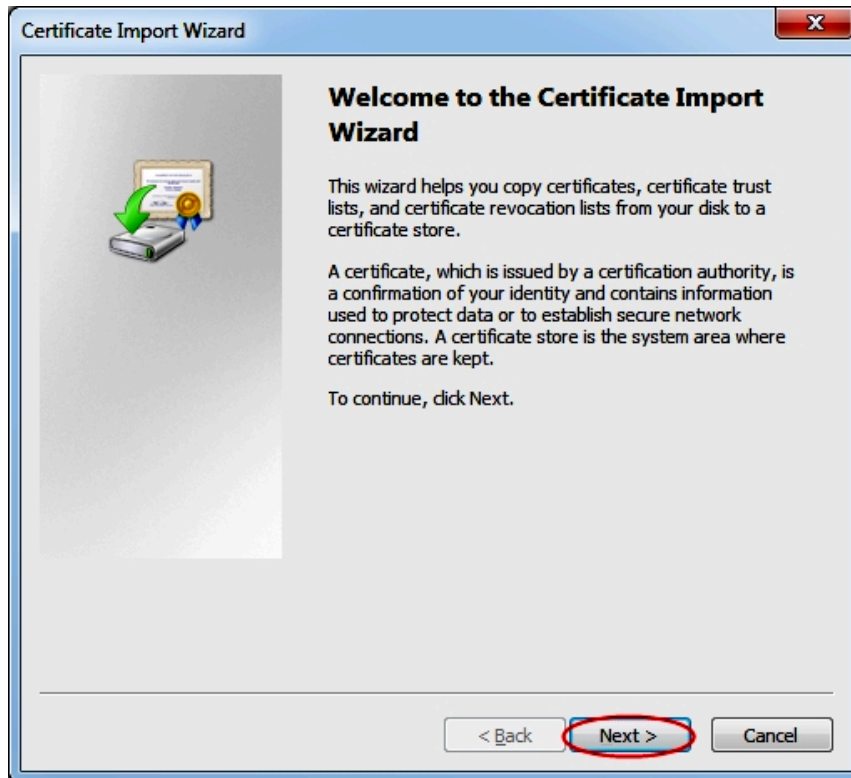 Certificate Import Wizard
X
Welcome to the Certificate Import
Wizard
This wizard helps you copy certificates, certificate trust
lists, and certificate revocation lists from your disk to a
certificate store.
A certificate, which is issued by a certification authority, is
a confirmation of your identity and contains information
used to protect data or to establish secure network
connections. A certificate store is the system area where
certificates are kept.
To continue, click Next.
< Back Next > Cancel